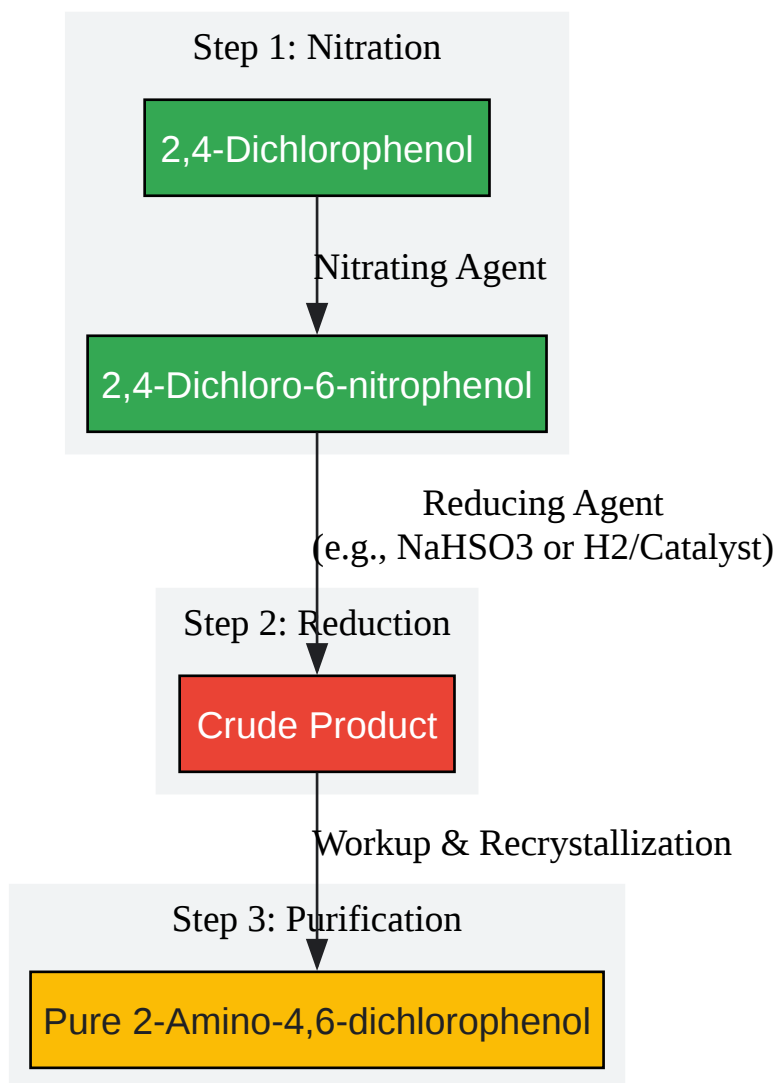 Step 1: Nitration
2,4-Dichlorophenol
Nitrating Agent
2,4-Dichloro-6-nitrophenol
Reducing Agent
(e.g., NaHSO3 or H2/Catalyst)
Step 2: Reduction
Crude Product
Workup & Recrystallization
Step 3: Purification
Pure 2-Amino-4,6-dichlorophenol